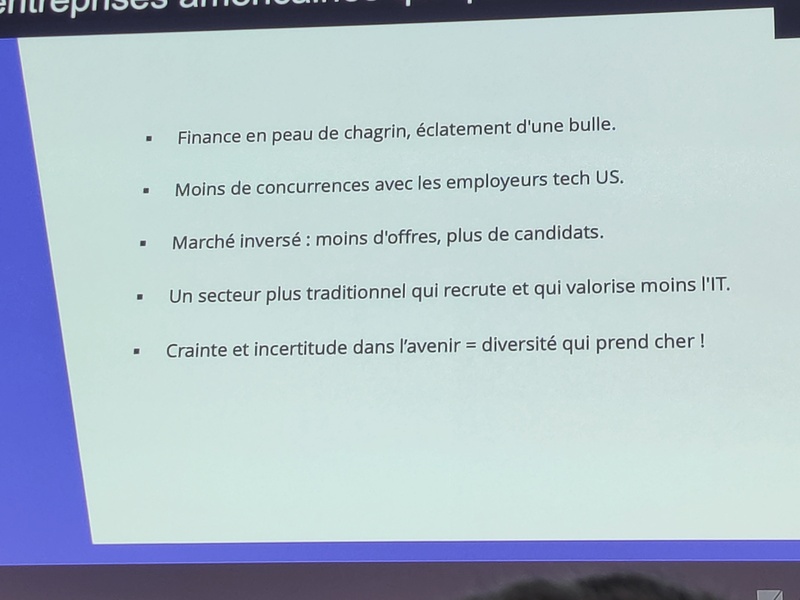 entreprises américaines
Finance en peau de chagrin, éclatement d'une bulle.
Moins de concurrences avec les employeurs tech US.
Marché inversé : moins d'offres, plus de candidats.
Un secteur plus traditionnel qui recrute et qui valorise moins l'IT.
Crainte et incertitude dans l’avenir = diversité qui prend cher !